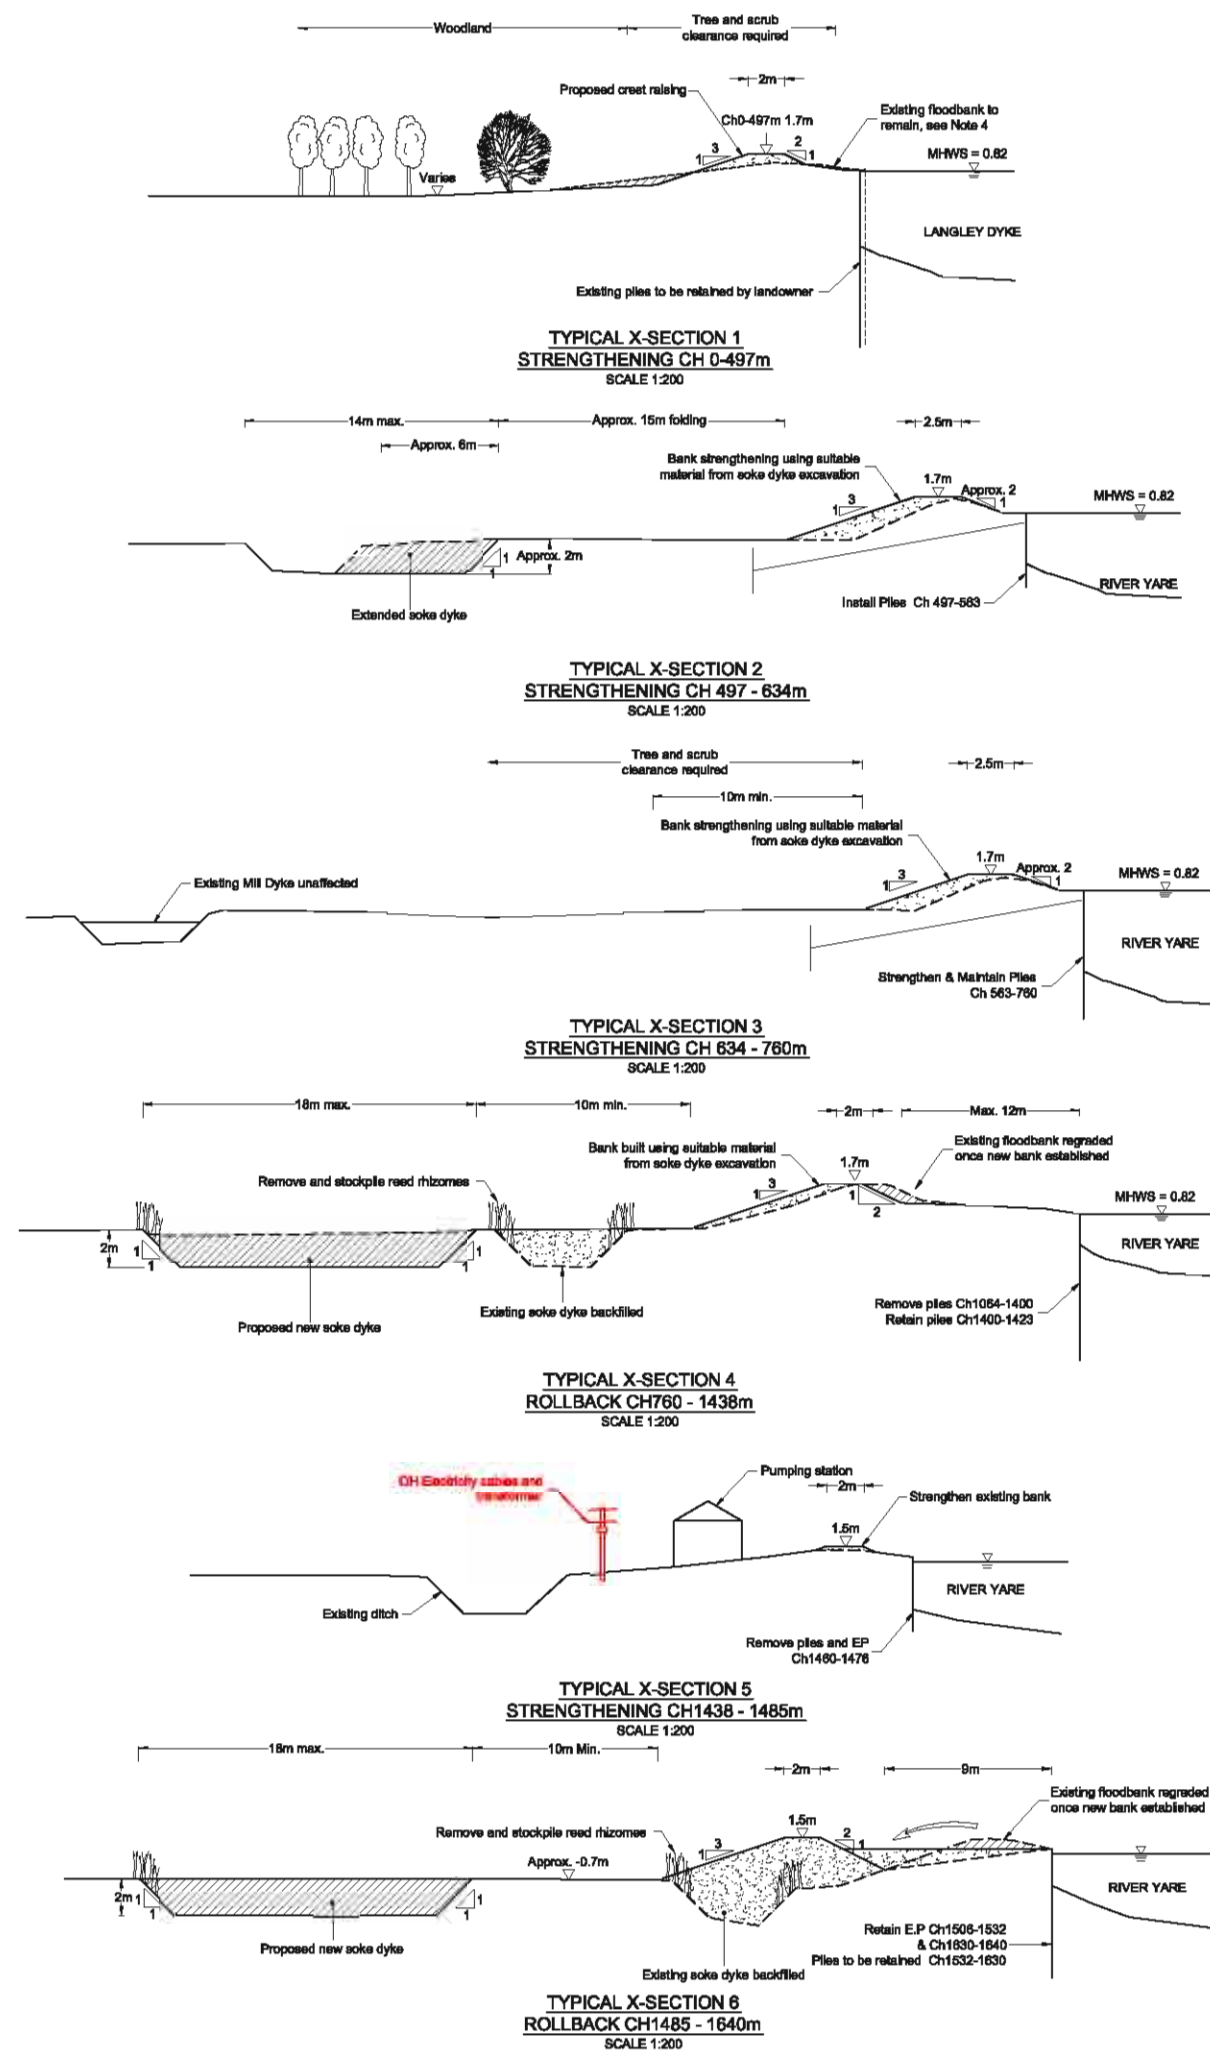 Woodland
Tree and scrub
clearance required
2m
Proposed crest raising
Existing floodbank to
remain, see Note 4
Ch0-497m 1.7m
3
1
2
1
MHWS = 0.82
Varies
LANGLEY DYKE
Existing piles to be retained by landowner
TYPICAL X-SECTION 1
STRENGTHENING CH 0-497m
SCALE 1:200
14m max.
Approx. 15m folding
2.5m
Approx. 6m
Bank strengthening using suitable
material from soke dyke excavation
1.7m
Approx. 2
1
3
1
MHWS = 0.82
Approx. 2m
1
1
RIVER YARE
Install Piles Ch 497-563
Extended soke dyke
TYPICAL X-SECTION 2
STRENGTHENING CH 497 - 634m
SCALE 1:200
Tree and scrub
clearance required
2.5m
10m min.
Bank strengthening using suitable material
from soke dyke excavation
1.7m
Approx. 2
1
3
1
MHWS = 0.82
Existing Mill Dyke unaffected
RIVER YARE
Strengthen & Maintain Piles
Ch 563-760
TYPICAL X-SECTION 3
STRENGTHENING CH 634 - 760m
SCALE 1:200
18m max.
10m min.
2m
Max. 12m
Bank built using suitable material
from soke dyke excavation
Existing floodbank regraded
once new bank established
1.7m
Remove and stockpile reed rhizomes
3
1
1
2
MHWS = 0.82
2m
1
1
1
1
RIVER YARE
Remove piles Ch1064-1400
Retain piles Ch1400-1423
Existing soke dyke backfilled
Proposed new soke dyke
TYPICAL X-SECTION 4
ROLLBACK CH760 - 1438m
SCALE 1:200
OH Electricity cables and
transformer
Pumping station
2m
Strengthen existing bank
1.5m
RIVER YARE
Existing ditch
Remove piles and EP
Ch1460-1476
TYPICAL X-SECTION 5
STRENGTHENING CH1438 - 1485m
SCALE 1:200
18m max.
10m Min.
2m
9m
Existing floodbank regraded
once new bank established
1.5m
Remove and stockpile reed rhizomes
3
1
2
1
Approx. -0.7m
2m
1
1
1
1
RIVER YARE
Retain E.P Ch1506-1532
& Ch1630-1640
Piles to be retained Ch1532-1630
Proposed new soke dyke
Existing soke dyke backfilled
TYPICAL X-SECTION 6
ROLLBACK CH1485 - 1640m
SCALE 1:200